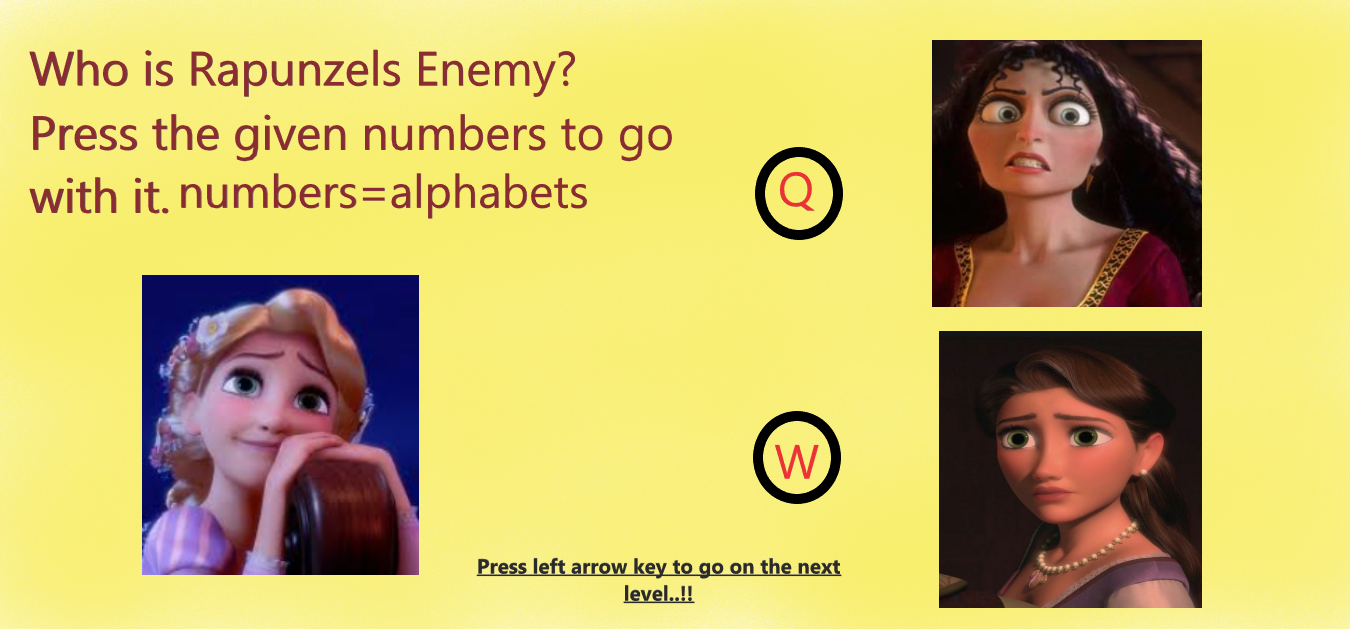 Who is Rapunzels Enemy?
Press the given numbers to go
with it. numbers=alphabets
Q
W
Press left arrow key to go on the next
level..!!